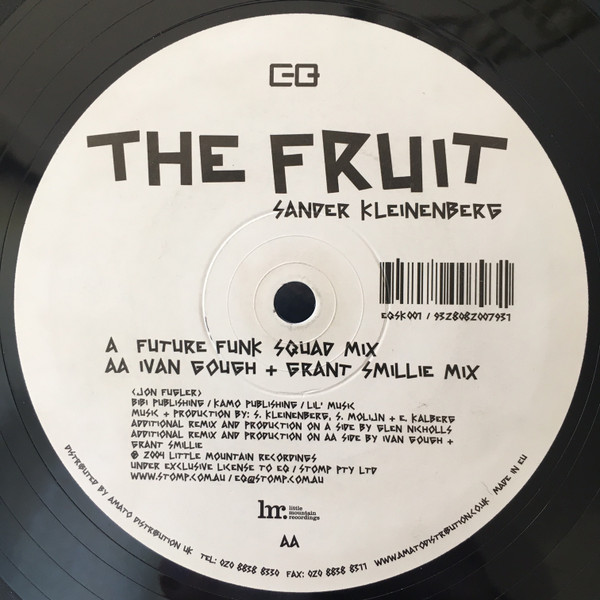 EQ
THE FRUIT
SANDER KLEINENBERG
EQSK001 / 9328082007931
A FUTURE FUNK SQUAD MIX
AA IVAN GOUGH + GRANT SMILLIE MIX
(JON FUGLER)
BIBI PUBLISHING / KAMO PUBLISHING / LIL' MUSIC
MUSIC + PRODUCTION BY: S. KLEINENBERG, S. MOLIJN + E. KALBERG
ADDITIONAL REMIX AND PRODUCTION ON A SIDE BY GLEN NICHOLLS
ADDITIONAL REMIX AND PRODUCTION ON AA SIDE BY IVAN GOUGH +
GRANT SMILLIE
℗ 2004 LITTLE MOUNTAIN RECORDINGS
UNDER EXCLUSIVE LICENSE TO EQ / STOMP PTY LTD
WWW.STOMP.COM.AU / EQ@STOMP.COM.AU
lmr. little
mountain
recordings
AA
DISTRIBUTED BY AMATO DISTRIBUTION UK TEL: 020 8838 8330 FAX: 020 8838 8311 WWW.AMATODISTRIBUTION.CO.UK MADE IN EU